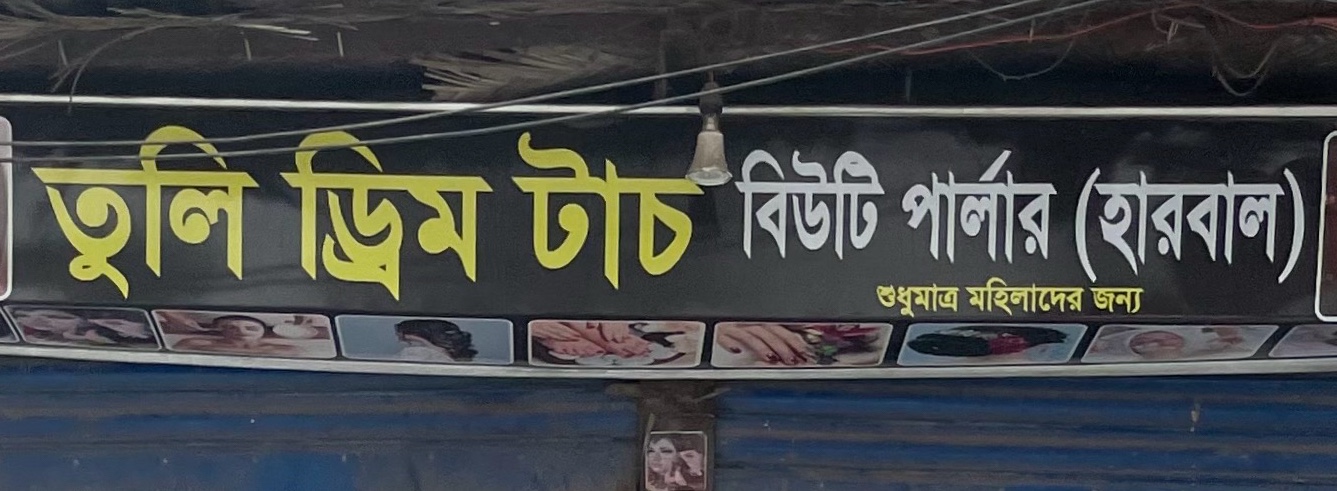 তুলি ড্রিম টাচ বিউটি পার্লার (হারবাল)
শুধুমাত্র মহিলাদের জন্য